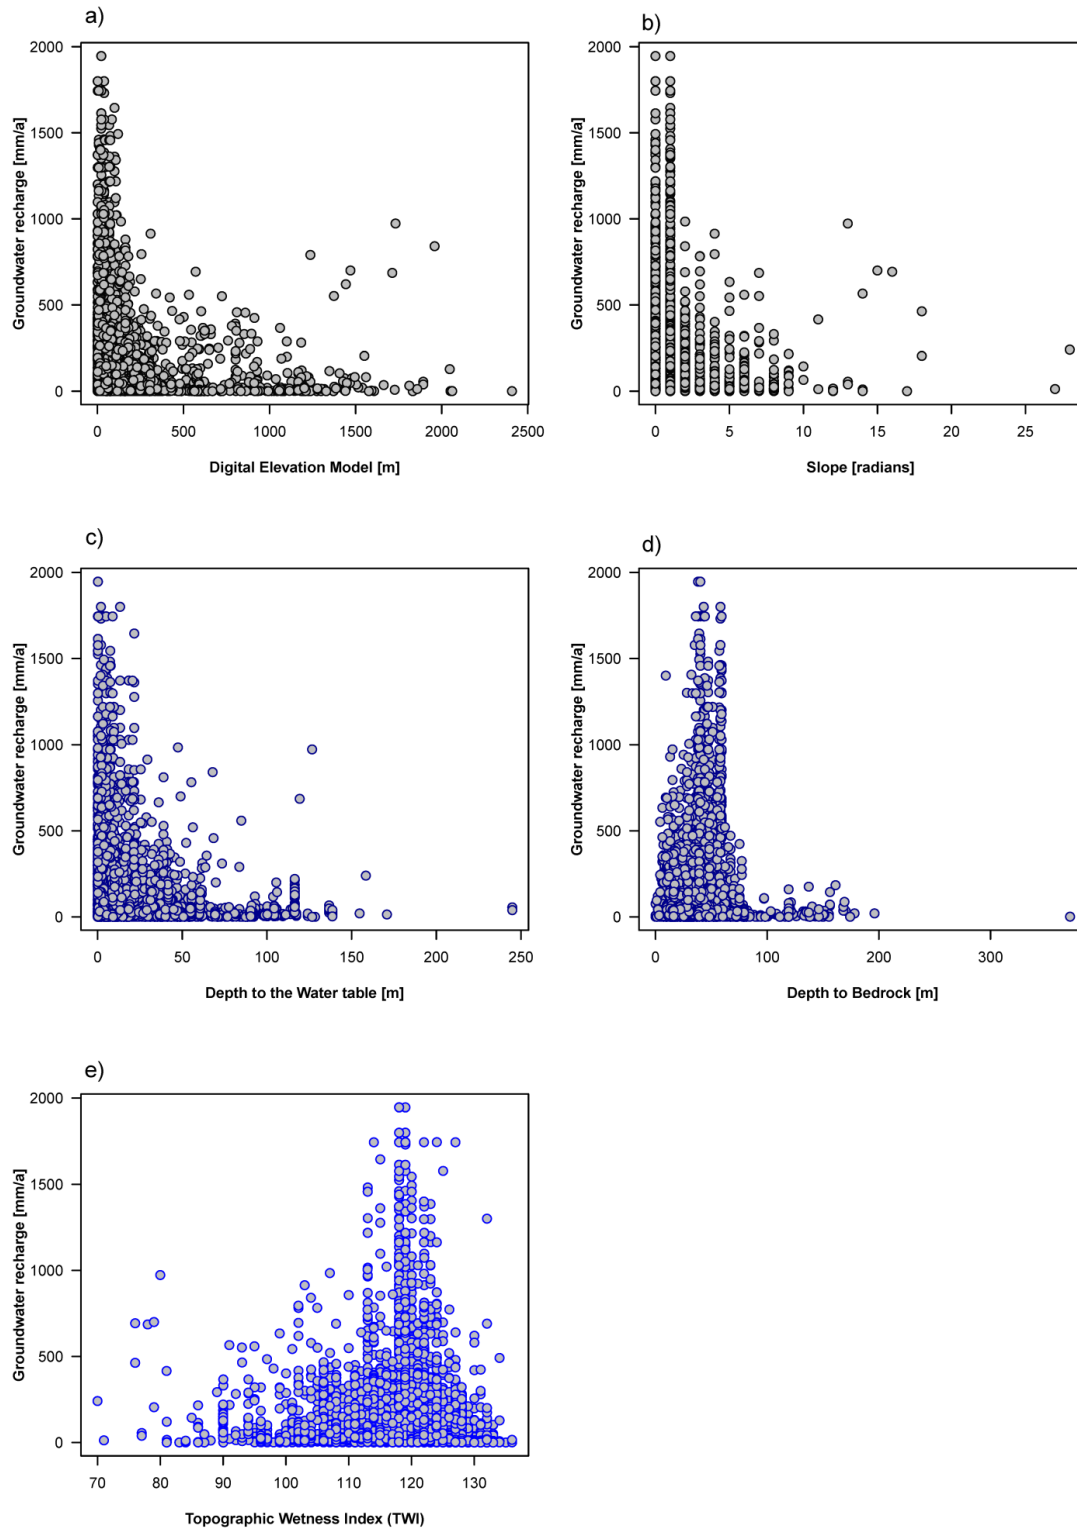 a)
2000
1500
1000
500
0
Groundwater recharge [mm/a]
0 500 1000 1500 2000 2500
Digital Elevation Model [m]
b)
2000
1500
1000
500
0
Groundwater recharge [mm/a]
0 5 10 15 20 25
Slope [radians]
c)
2000
1500
1000
500
0
Groundwater recharge [mm/a]
0 50 100 150 200 250
Depth to the Water table [m]
d)
2000
1500
1000
500
0
Groundwater recharge [mm/a]
0 100 200 300
Depth to Bedrock [m]
e)
2000
1500
1000
500
0
Groundwater recharge [mm/a]
70 80 90 100 110 120 130
Topographic Wetness Index (TWI)